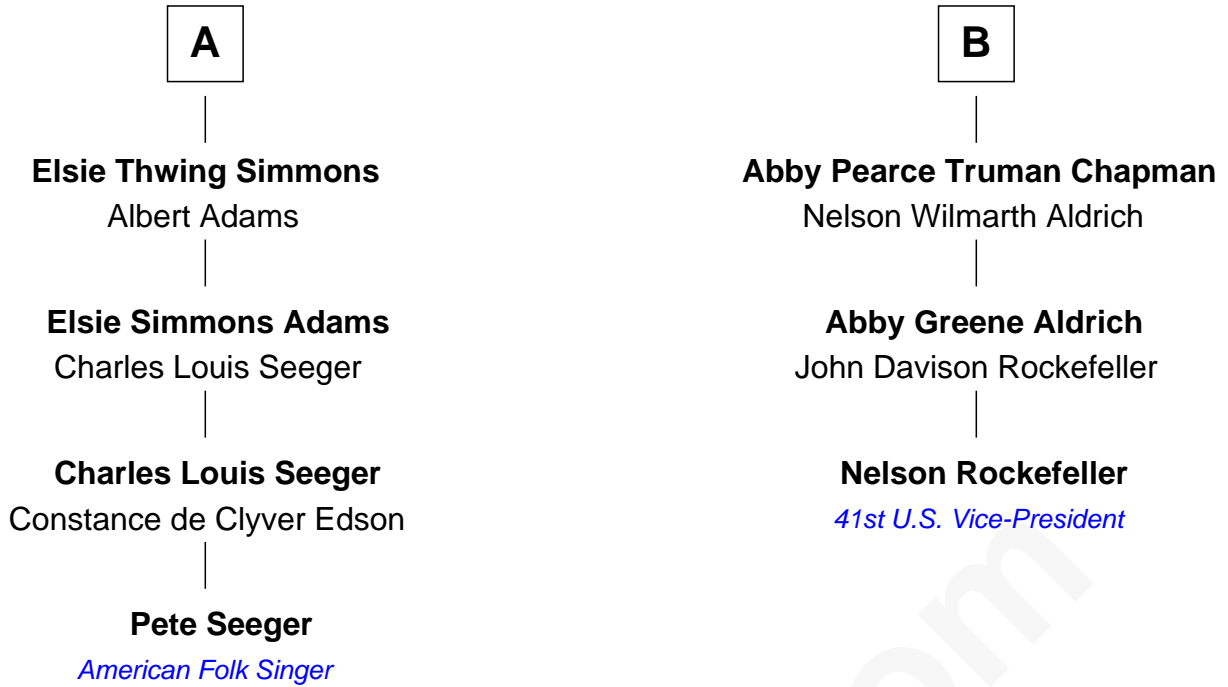 A
Elsie Thwing Simmons
Albert Adams
Elsie Simmons Adams
Charles Louis Seeger
Charles Louis Seeger
Constance de Clyver Edson
Pete Seeger
American Folk Singer
B
Abby Pearce Truman Chapman
Nelson Wilmarth Aldrich
Abby Greene Aldrich
John Davison Rockefeller
Nelson Rockefeller
41st U.S. Vice-President
om